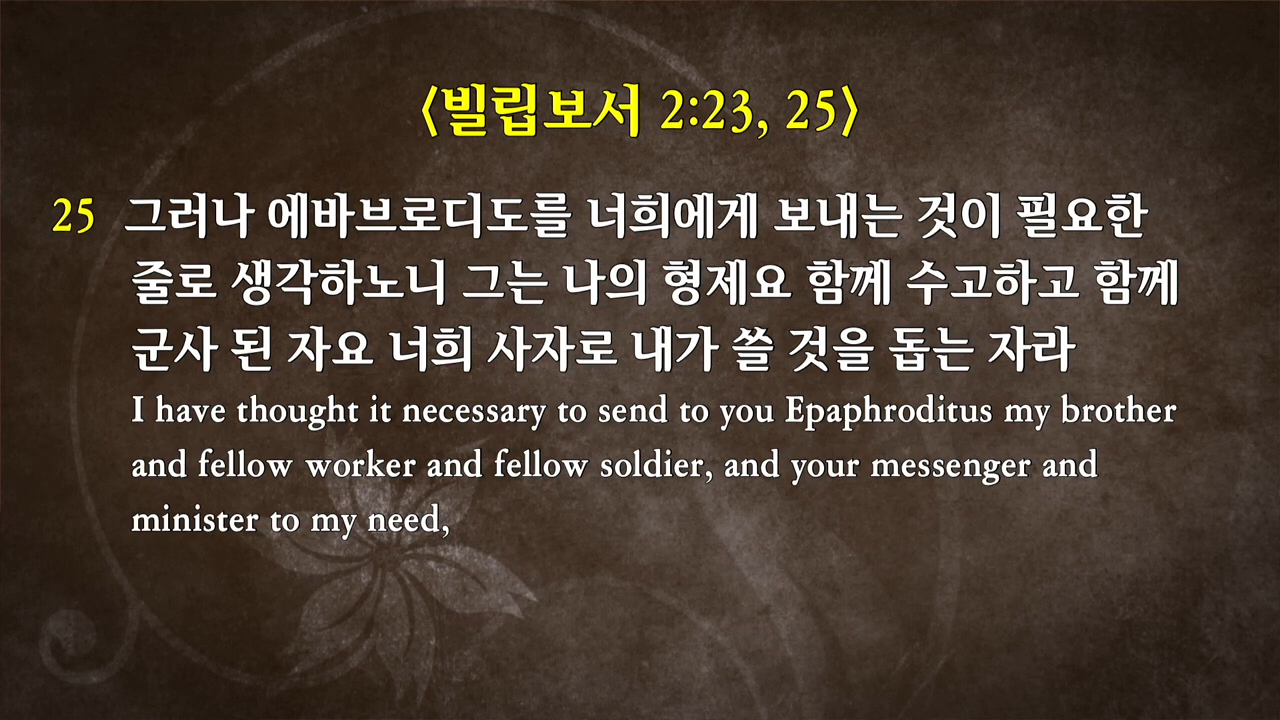 〈빌립보서 2:23, 25〉
25 그러나 에바브로디도를 너희에게 보내는 것이 필요한
줄로 생각하노니 그는 나의 형제요 함께 수고하고 함께
군사 된 자요 너희 사자로 내가 쓸 것을 돕는 자라
I have thought it necessary to send to you Epaphroditus my brother
and fellow worker and fellow soldier, and your messenger and
minister to my need,